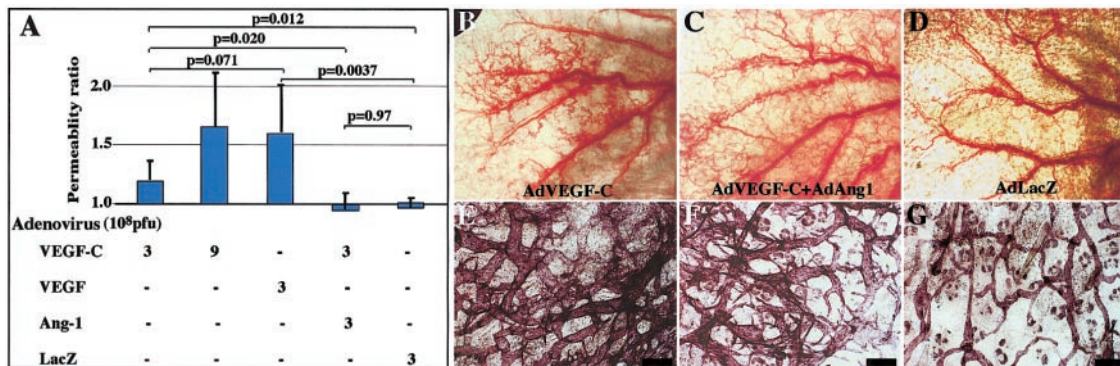 A
p=0.012
p=0.020
p=0.071
p=0.0037
p=0.97
Permeablity ratio
2.0
1.5
1.0
Adenovirus (10⁸pfu)
VEGF-C 3 9 - 3 -
VEGF - - 3 - -
Ang-1 - - - 3 -
LacZ - - - - 3
B
AdVEGF-C
C
AdVEGF-C+AdAng1
D
AdLacZ
E
F
G